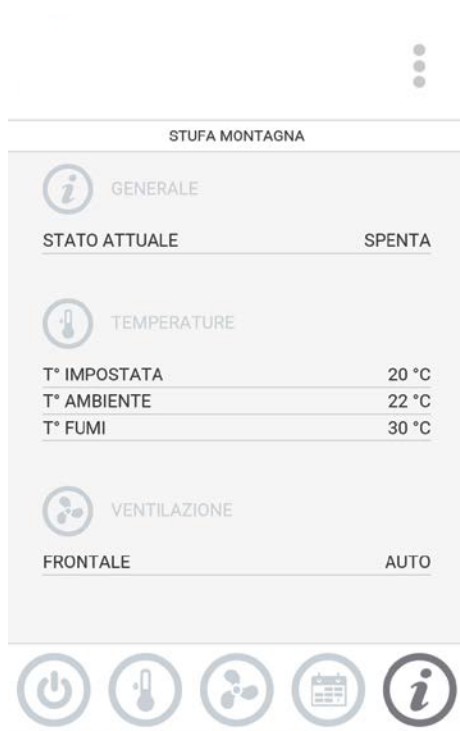 STUFA MONTAGNA
GENERALE
STATO ATTUALE SPENTA
TEMPERATURE
T° IMPOSTATA 20 °C
T° AMBIENTE 22 °C
T° FUMI 30 °C
VENTILAZIONE
FRONTALE AUTO